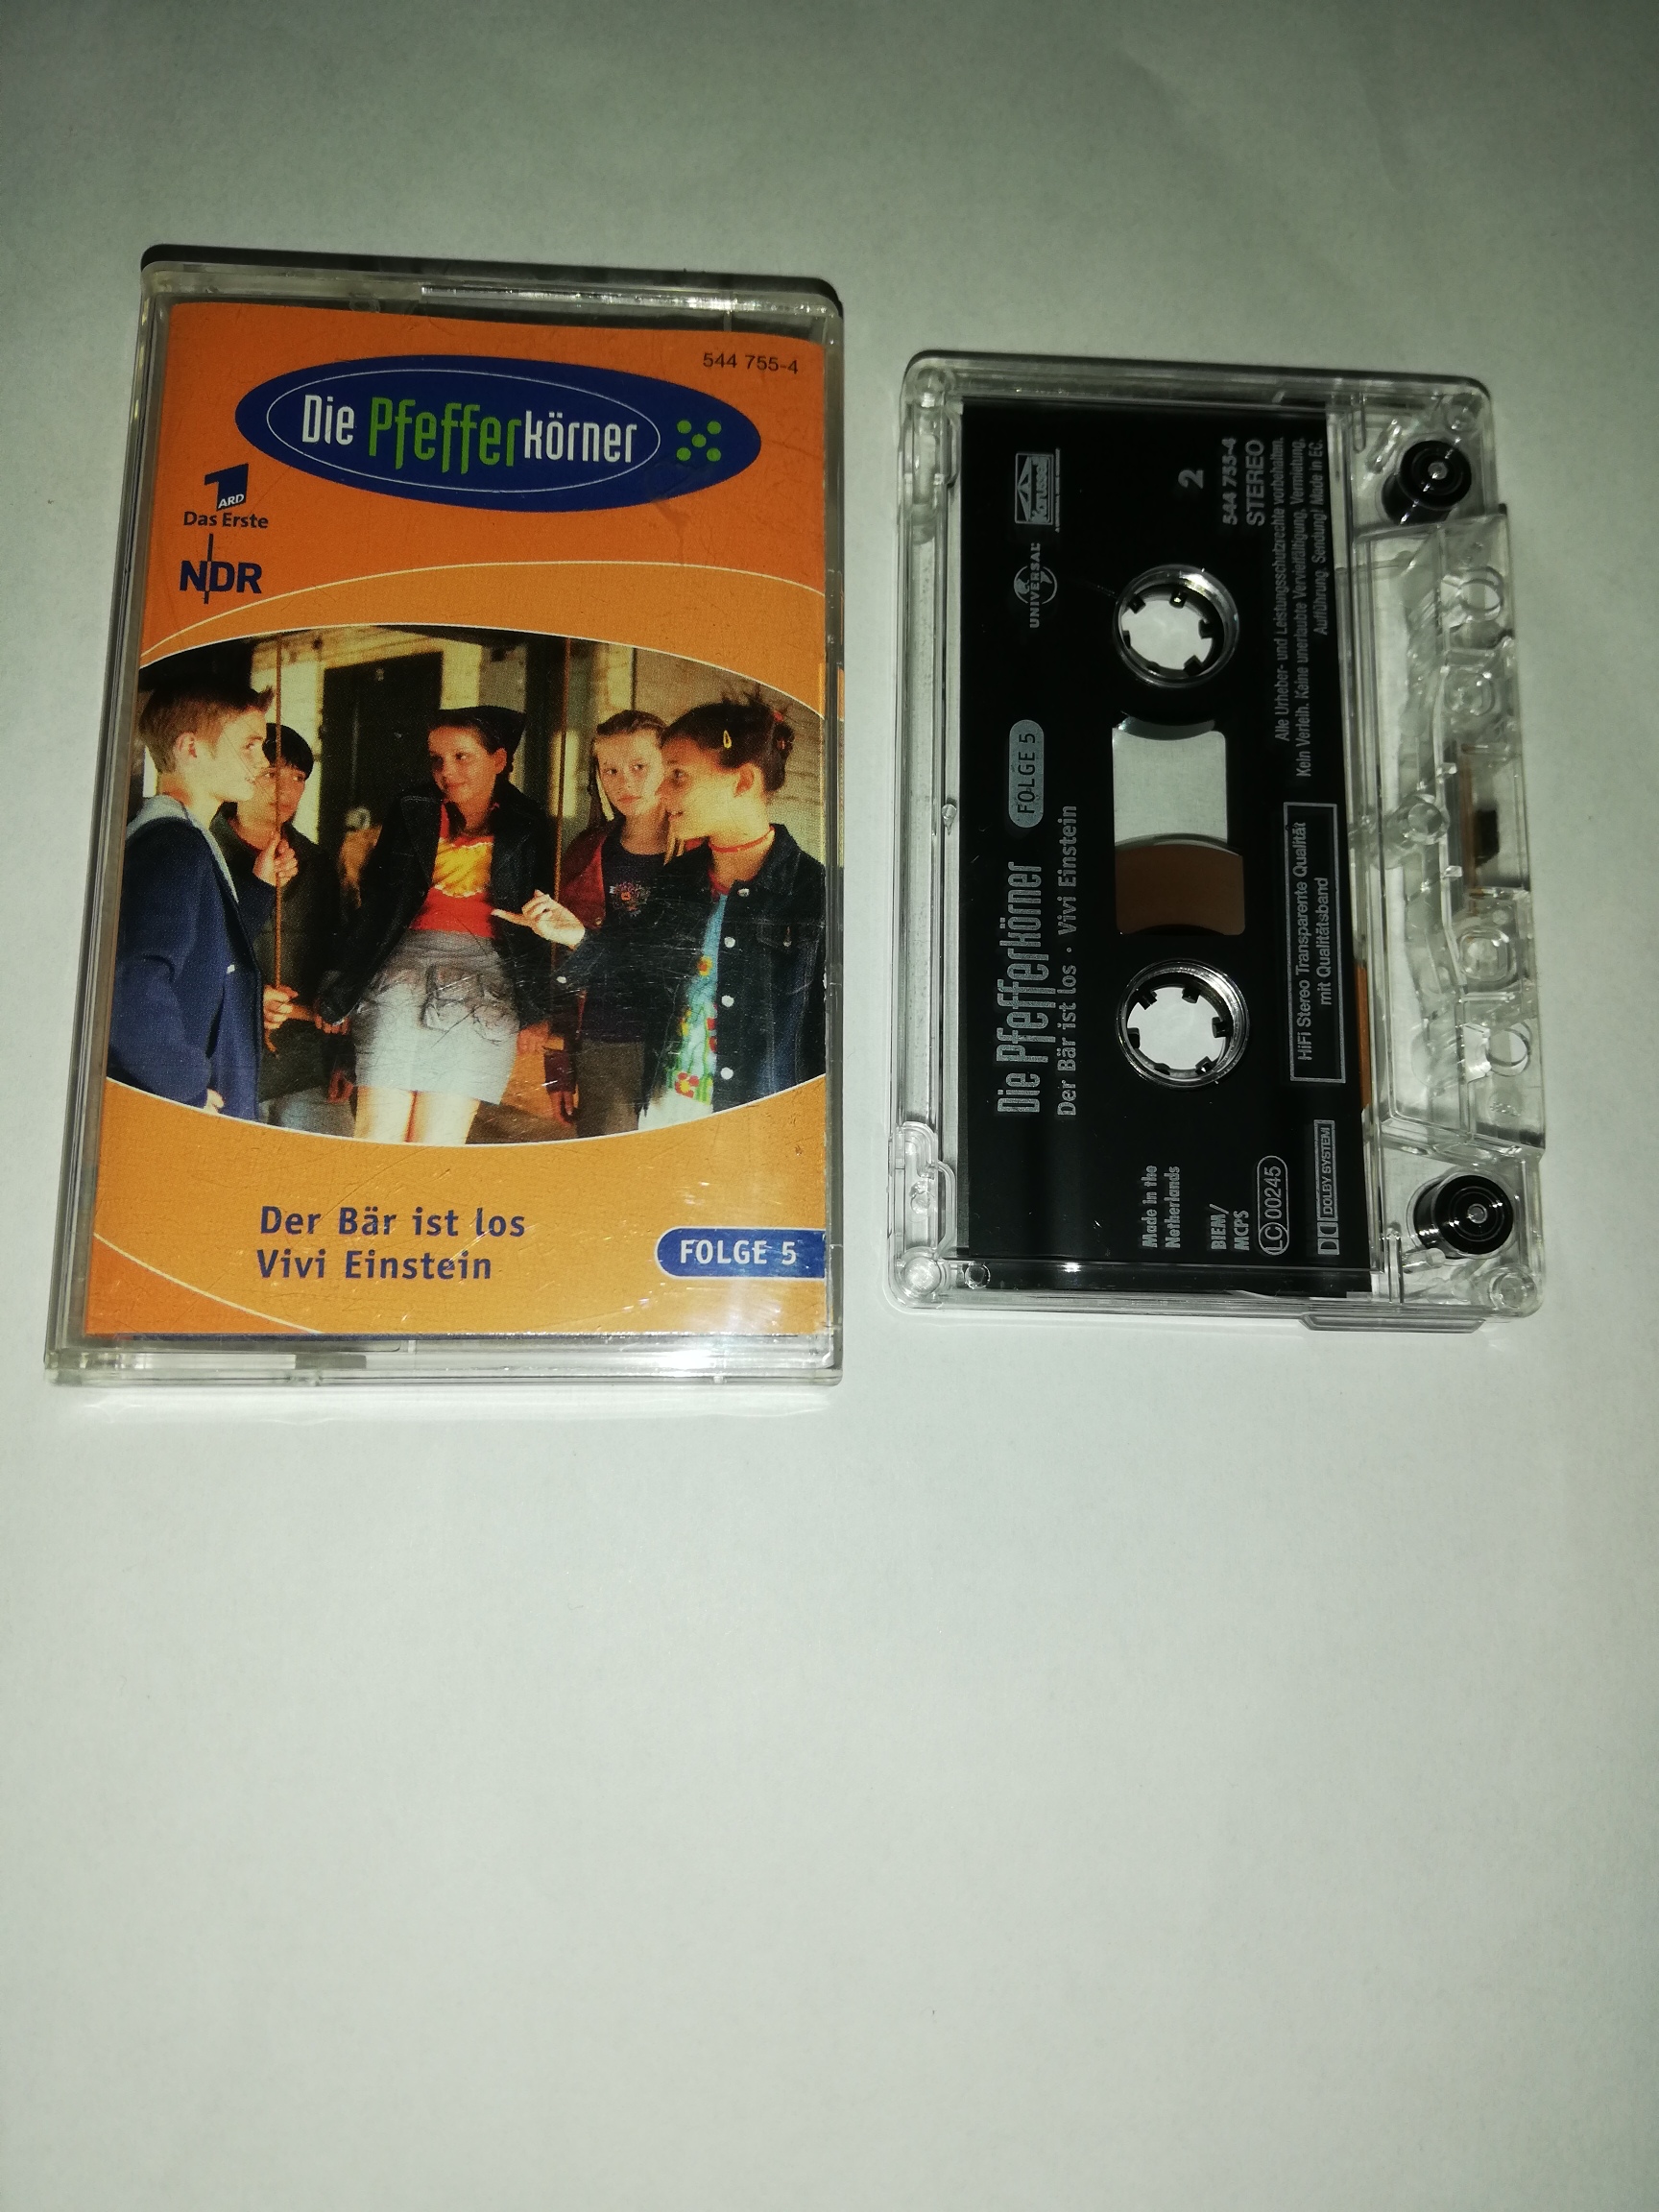 544 755-4
Die Pfefferkörner
ARD
Das Erste
NDR
Der Bär ist los
Vivi Einstein
FOLGE 5
Die Pfefferkörner
FOLGE 5
Der Bär ist los · Vivi Einstein
UNIVERSAL
Karussell
2
544 755-4
STEREO
Made in the
Netherlands
BIEM/
MCPS
LC 00245
DOLBY SYSTEM
HiFi Stereo Transparente Qualität
mit Qualitätsband
Alle Urheber- und Leistungsschutzrechte vorbehalten.
Kein Verleih. Keine unerlaubte Vervielfältigung, Vermietung,
Aufführung, Sendung! Made in EC.